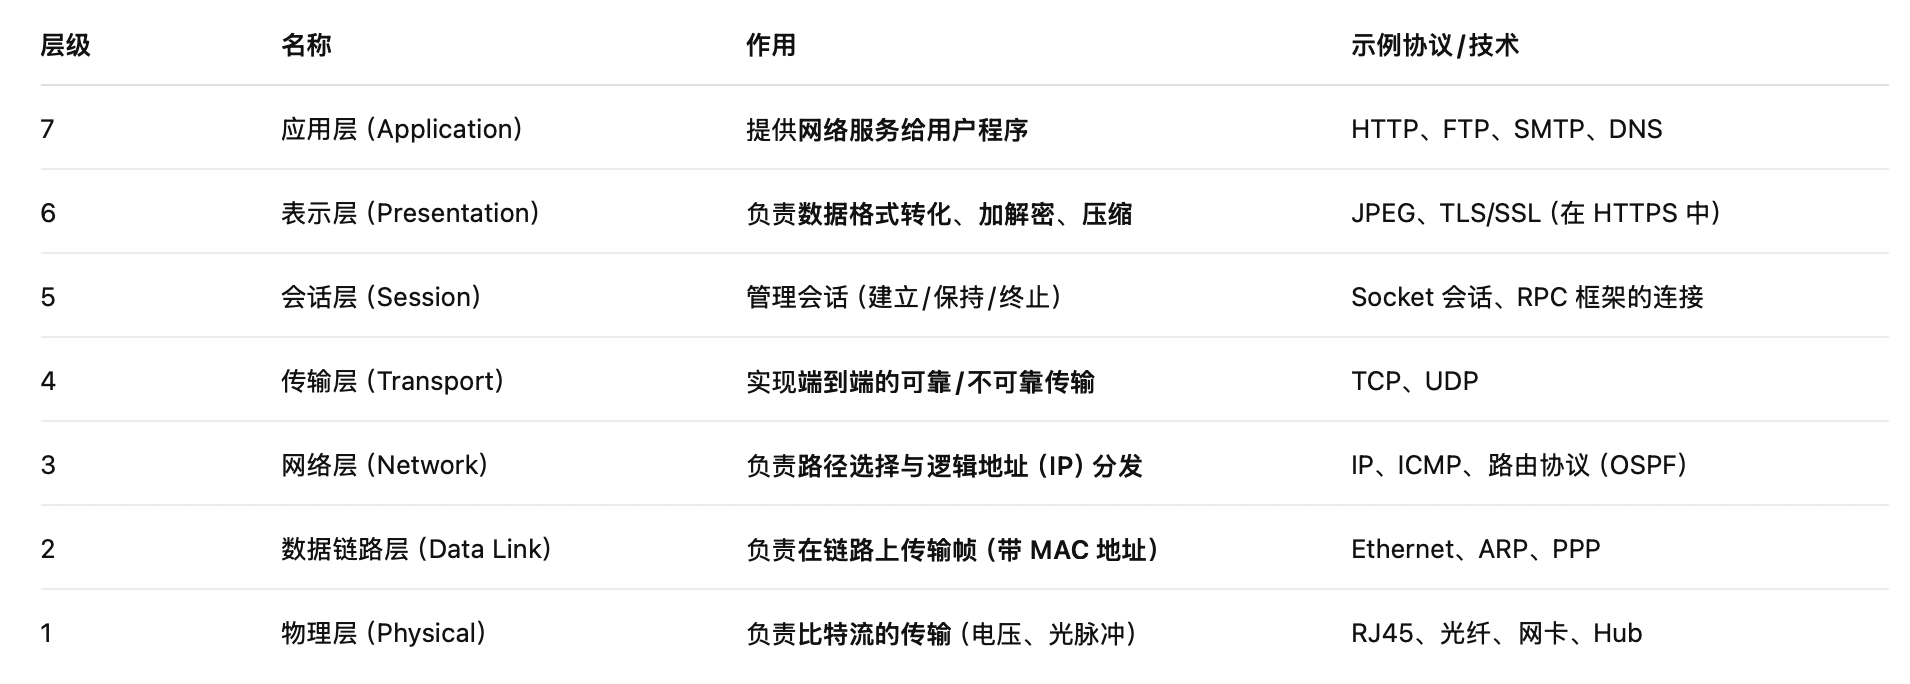 层级 名称 作用 示例协议/技术
7 应用层（Application） 提供网络服务给用户程序 HTTP、FTP、SMTP、DNS
6 表示层（Presentation） 负责数据格式转化、加解密、压缩 JPEG、TLS/SSL（在 HTTPS 中）
5 会话层（Session） 管理会话（建立/保持/终止） Socket 会话、RPC 框架的连接
4 传输层（Transport） 实现端到端的可靠/不可靠传输 TCP、UDP
3 网络层（Network） 负责路径选择与逻辑地址（IP）分发 IP、ICMP、路由协议（OSPF）
2 数据链路层（Data Link） 负责在链路上传输帧（带 MAC 地址） Ethernet、ARP、PPP
1 物理层（Physical） 负责比特流的传输（电压、光脉冲） RJ45、光纤、网卡、Hub